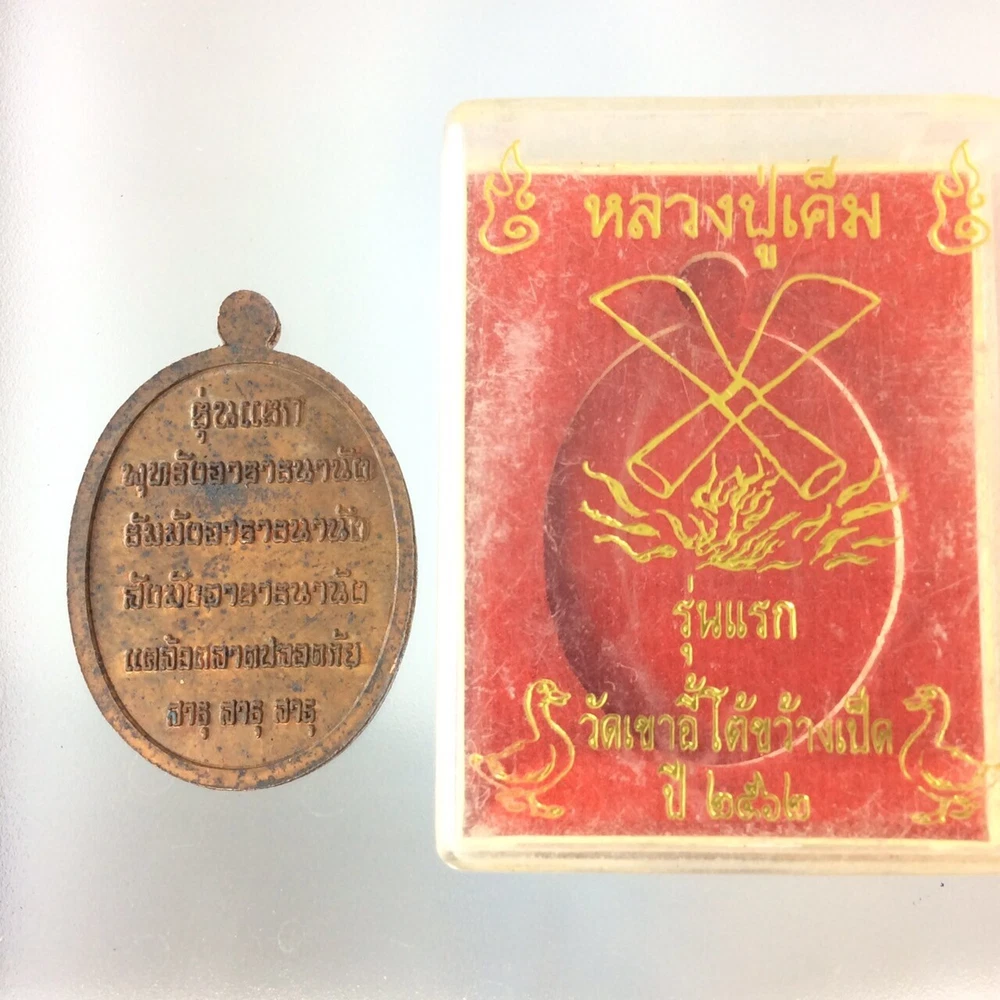 รุ่นแรก
พุทธังอาราธนานัง
ธัมมังอาราธนานัง
สังฆังอาราธนานัง
แคล้วคลาดปลอดภัย
สาธุ สาธุ สาธุ
หลวงปู่เค็ม
รุ่นแรก
วัดเขาอี้โต้ขว้างเป็ด
ปี ๒๕๖๒